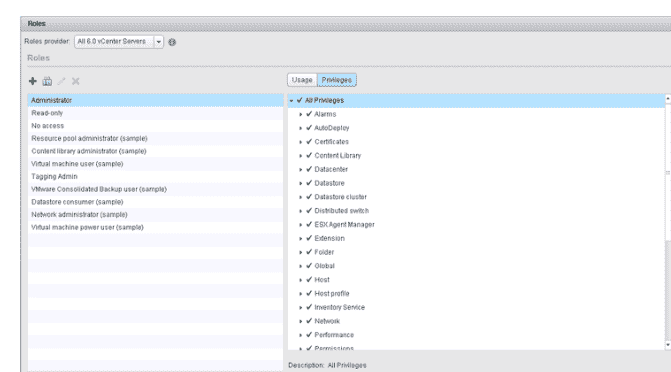 Roles
Roles provider: All 6.0 vCenter Servers
Roles
Usage Privileges
Administrator
Read-only
No access
Resource pool administrator (sample)
Content library administrator (sample)
Virtual machine user (sample)
Tagging Admin
VMware Consolidated Backup user (sample)
Datastore consumer (sample)
Network administrator (sample)
Virtual machine power user (sample)
All Privileges
Alarms
AutoDeploy
Certificates
Content Library
Datacenter
Datastore
Datastore cluster
Distributed switch
ESX Agent Manager
Extension
Folder
Global
Host
Host profile
Inventory Service
Network
Performance
Permissions
Description: All Privileges